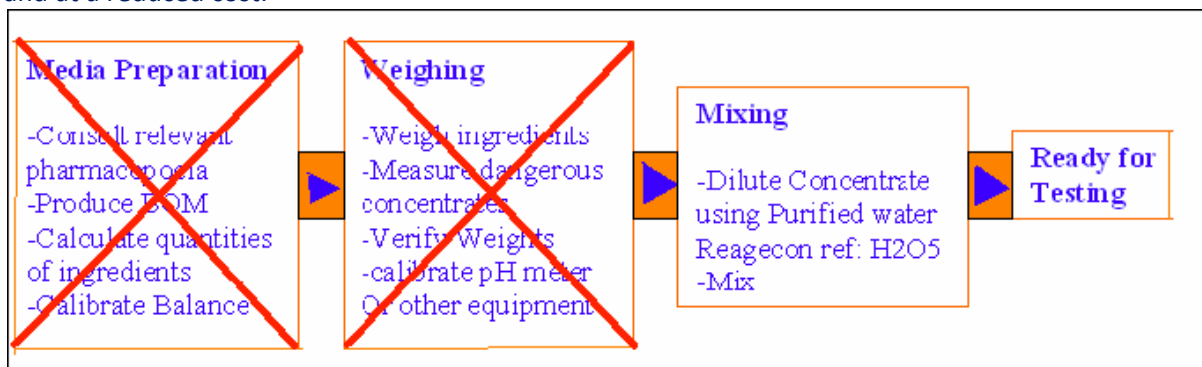 and at a reduced cost.
Media Preparation
-Consult relevant
pharmacopoeia
-Produce BOM
-Calculate quantities
of ingredients
-Calibrate Balance
Weighing
-Weigh ingredients
-Measure dangerous
concentrates
-Verify Weights
-calibrate pH meter
Or other equipment
Mixing
-Dilute Concentrate
using Purified water
Reagecon ref: H2O5
-Mix
Ready for
Testing